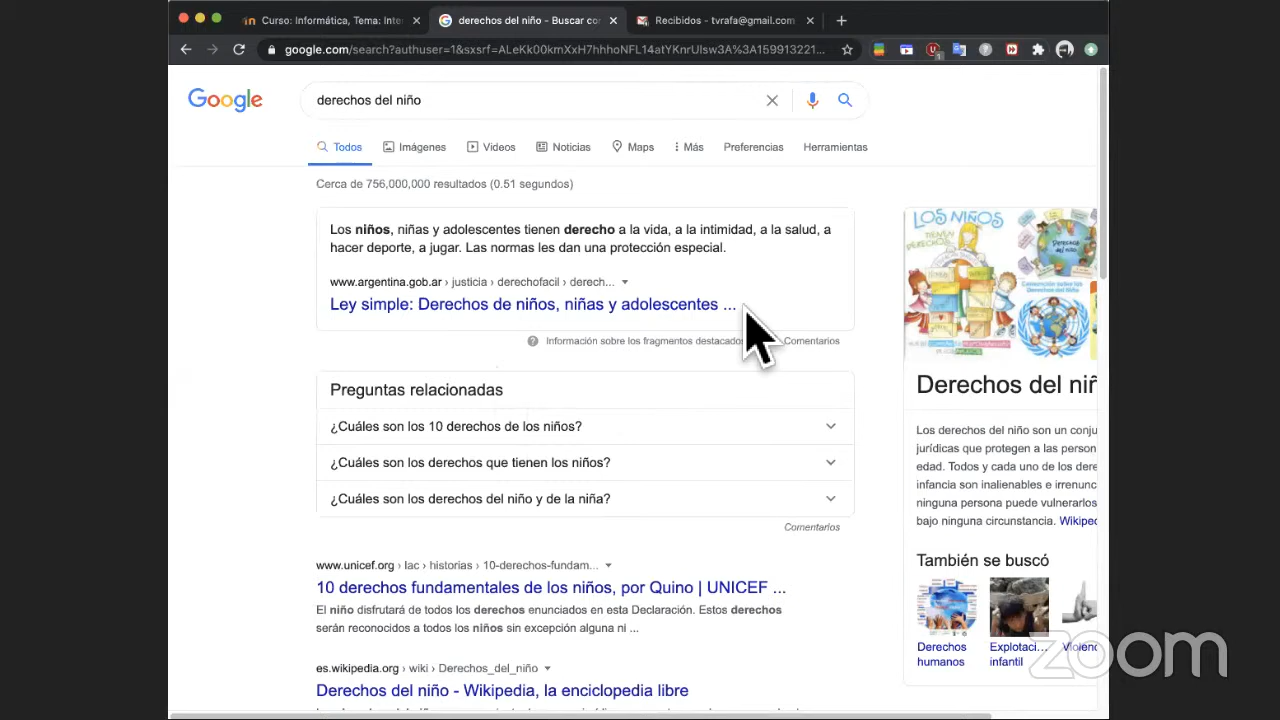 Curso: Informática, Tema: Inte
derechos del niño - Buscar co
Recibidos - tvrafa@gmail.com
google.com/search?authuser=1&sxsrf=ALeKk00kmXxH7hhhoNFL14atYKnrUlsw3A%3A159913221...
Google
derechos del niño
Todos Imágenes Videos Noticias Maps Más Preferencias Herramientas
Cerca de 756,000,000 resultados (0.51 segundos)
Los niños, niñas y adolescentes tienen derecho a la vida, a la intimidad, a la salud, a
hacer deporte, a jugar. Las normas les dan una protección especial.
www.argentina.gob.ar › justicia › derechofacil › derech...
Ley simple: Derechos de niños, niñas y adolescentes ...
Información sobre los fragmentos destacados Comentarios
Preguntas relacionadas
¿Cuáles son los 10 derechos de los niños?
¿Cuáles son los derechos que tienen los niños?
¿Cuáles son los derechos del niño y de la niña?
Comentarios
www.unicef.org › lac › historias › 10-derechos-fundam...
10 derechos fundamentales de los niños, por Quino | UNICEF ...
El niño disfrutará de todos los derechos enunciados en esta Declaración. Estos derechos
serán reconocidos a todos los niños sin excepción alguna ni ...
es.wikipedia.org › wiki › Derechos_del_niño
Derechos del niño - Wikipedia, la enciclopedia libre
LOS NIÑOS
TIENEN
DERECHOS
Derechos del niñ
Los derechos del niño son un conju
jurídicas que protegen a las person
edad. Todos y cada uno de los dere
infancia son inalienables e irrenunc
ninguna persona puede vulnerarlos
bajo ninguna circunstancia. Wikiped
También se buscó
Derechos
humanos
Explotaci...
infantil
Violenc
zoom